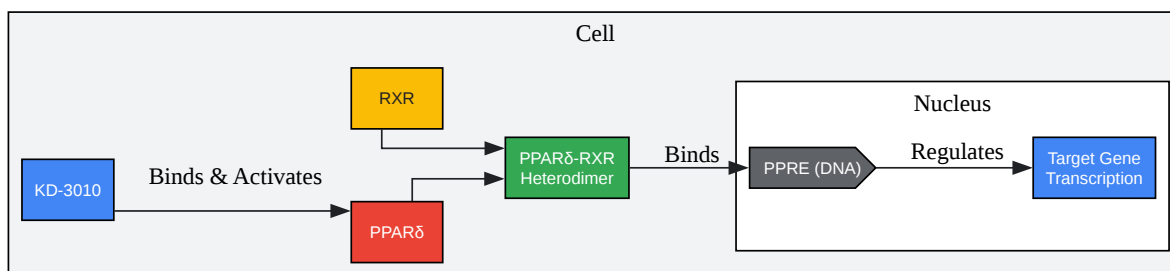 Cell
RXR
Nucleus
KD-3010
Binds & Activates
PPARδ-RXR
Heterodimer
Binds
PPRE (DNA)
Regulates
Target Gene
Transcription
PPARδ